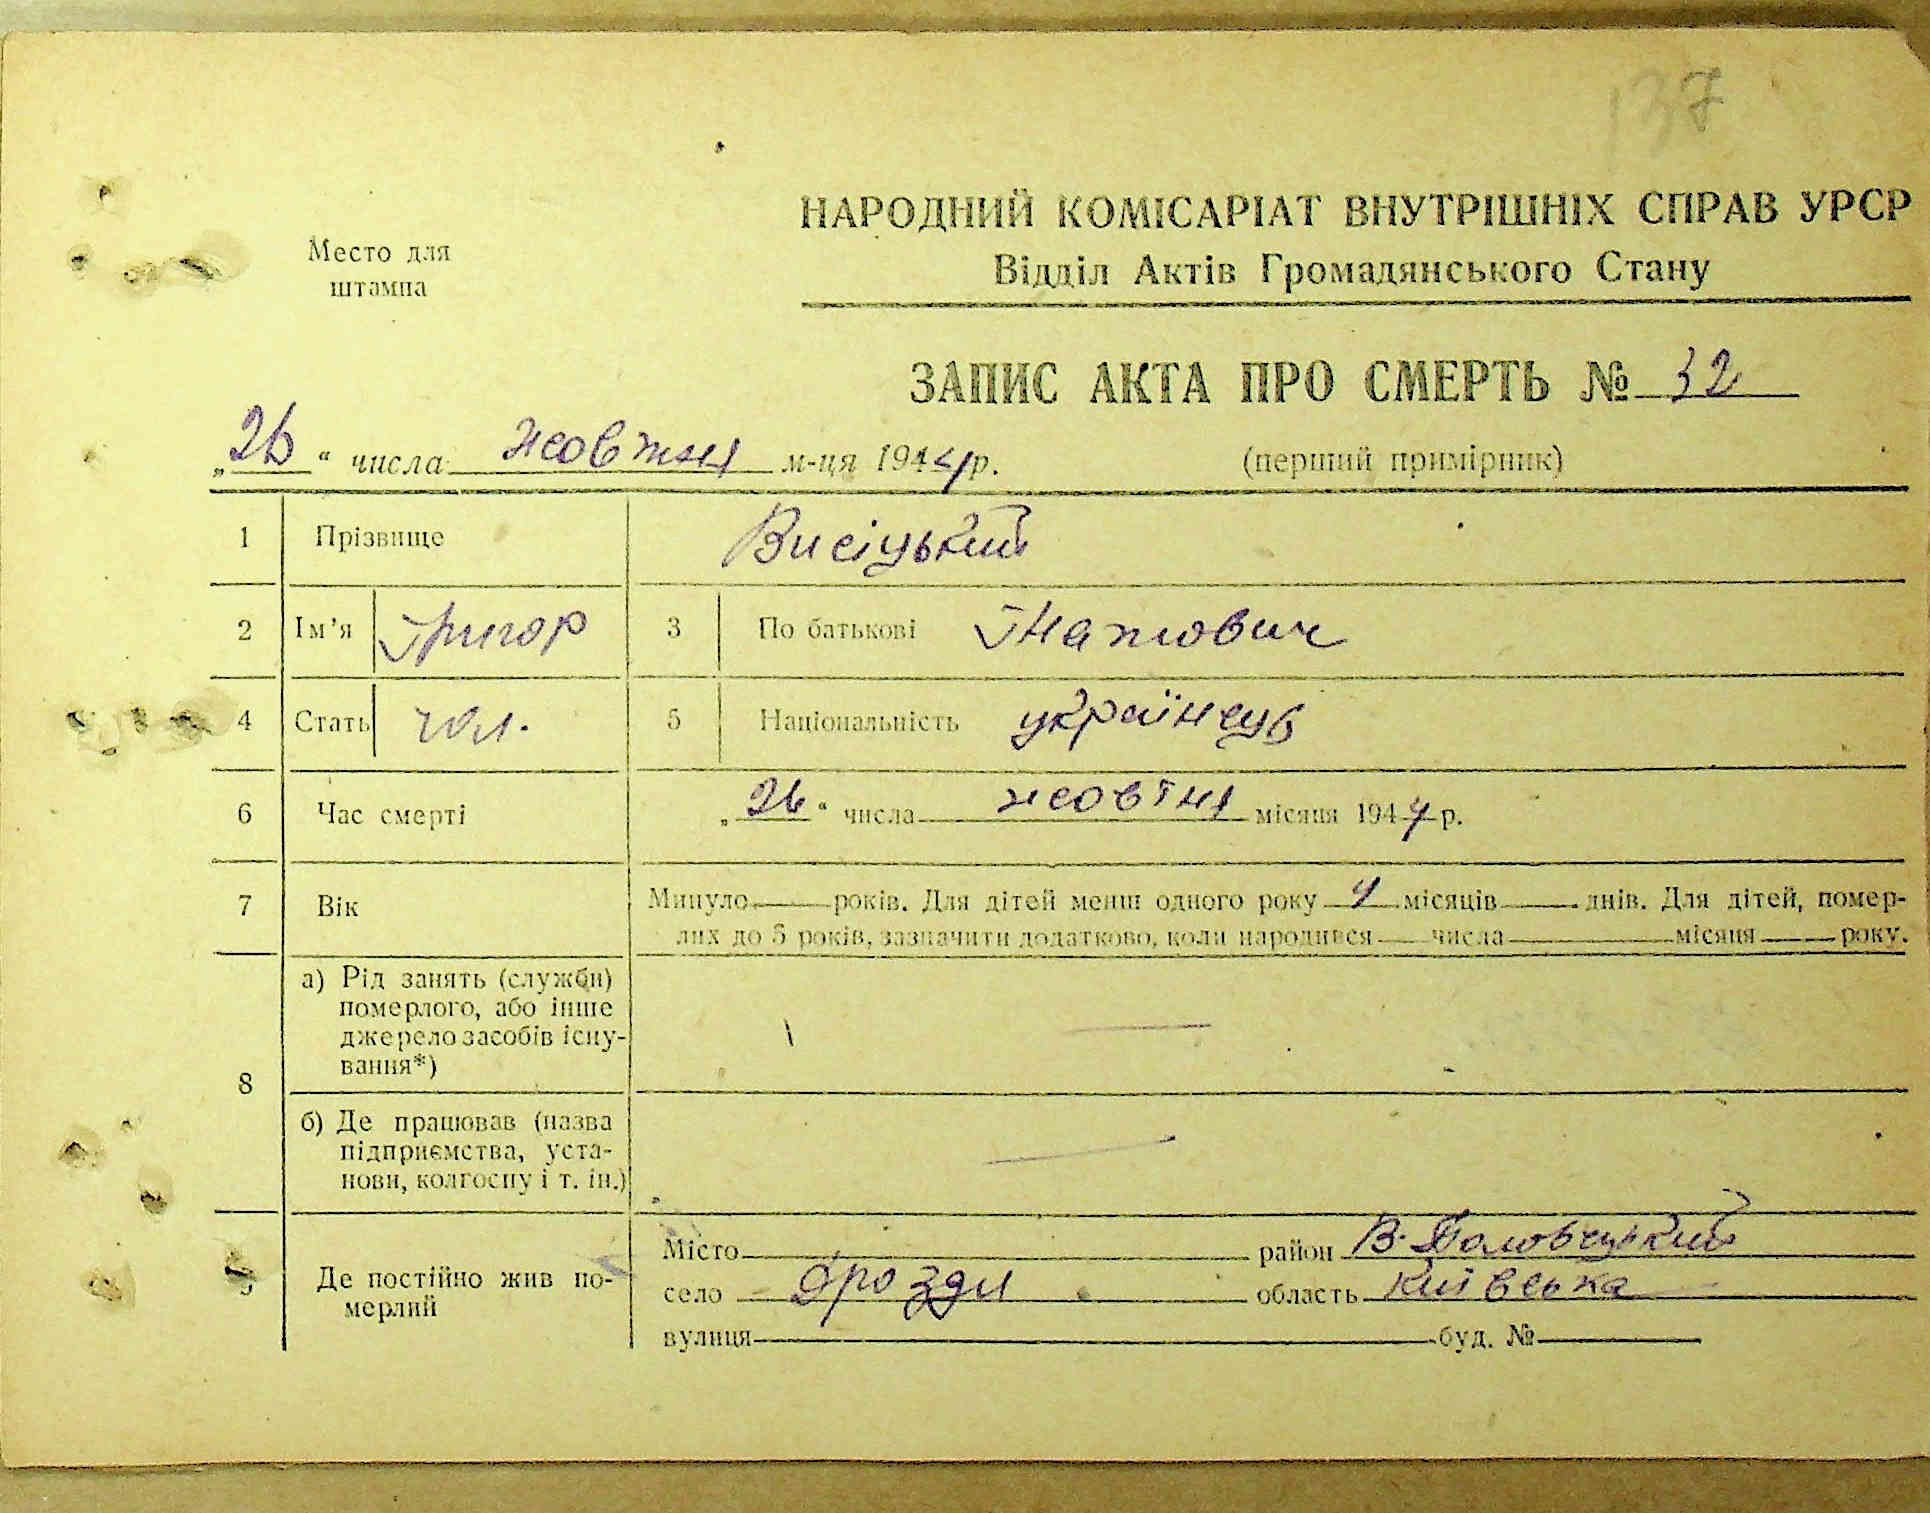 137
Место для
штампа
НАРОДНИЙ КОМІСАРІАТ ВНУТРІШНІХ СПРАВ УРСР
Відділ Актів Громадянського Стану
ЗАПИС АКТА ПРО СМЕРТЬ № 32
„26“ числа жовтня м-ця 1944 р. (перший примірник)
1 Прізвище Висіцький
2 Ім’я Григор 3 По батькові Гнатович
4 Стать чол. 5 Національність українець
6 Час смерті „26“ числа жовтня місяця 1944 р.
7 Вік Минуло років. Для дітей менш одного року 4 місяців днів. Для дітей, помер-
лих до 5 років, зазначити додатково, коли народився числа місяця року.
8 а) Рід занять (служби)
померлого, або інше
джерело засобів існу-
вання*)
б) Де працював (назва
підприємства, уста-
нови, колгоспу і т. ін.)
9 Де постійно жив по-
мерлий
Місто район В-Половецький
село Дрозди область Київська
вулиця буд. №